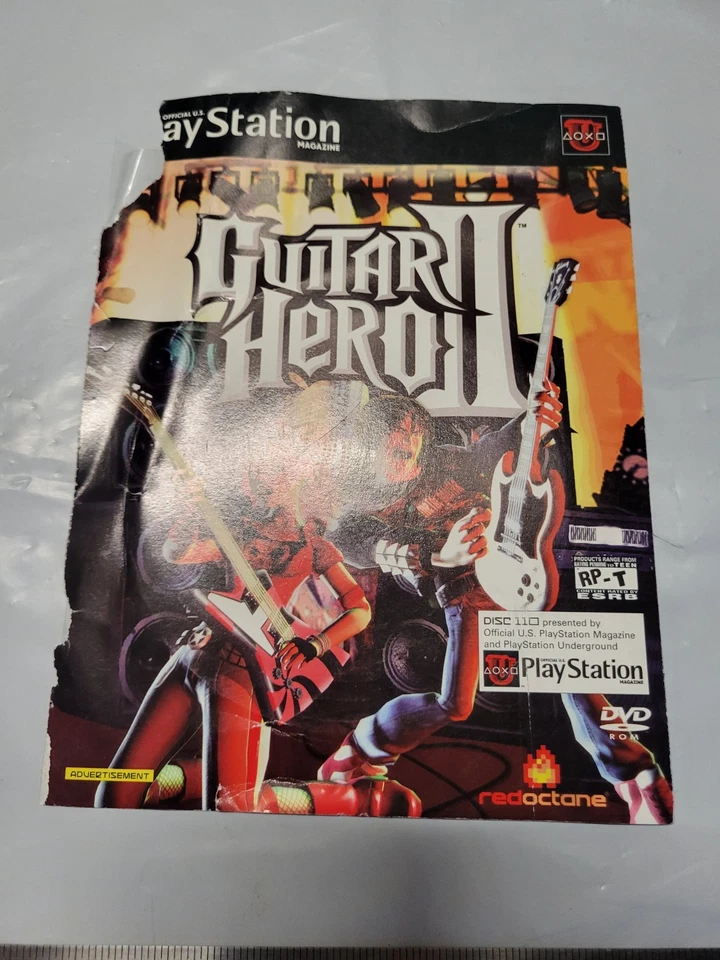 OFFICIAL U.S.
ayStation
MAGAZINE
U
GUITAR
HERO II
™
PRODUCTS RANGE FROM
RATING PENDING TO TEEN
RP-T
CONTENT RATED BY
ESRB
DISC 110 presented by
Official U.S. PlayStation Magazine
and PlayStation Underground
U
OFFICIAL U.S.
PlayStation
MAGAZINE
DVD
ROM
ADVERTISEMENT
redoctane